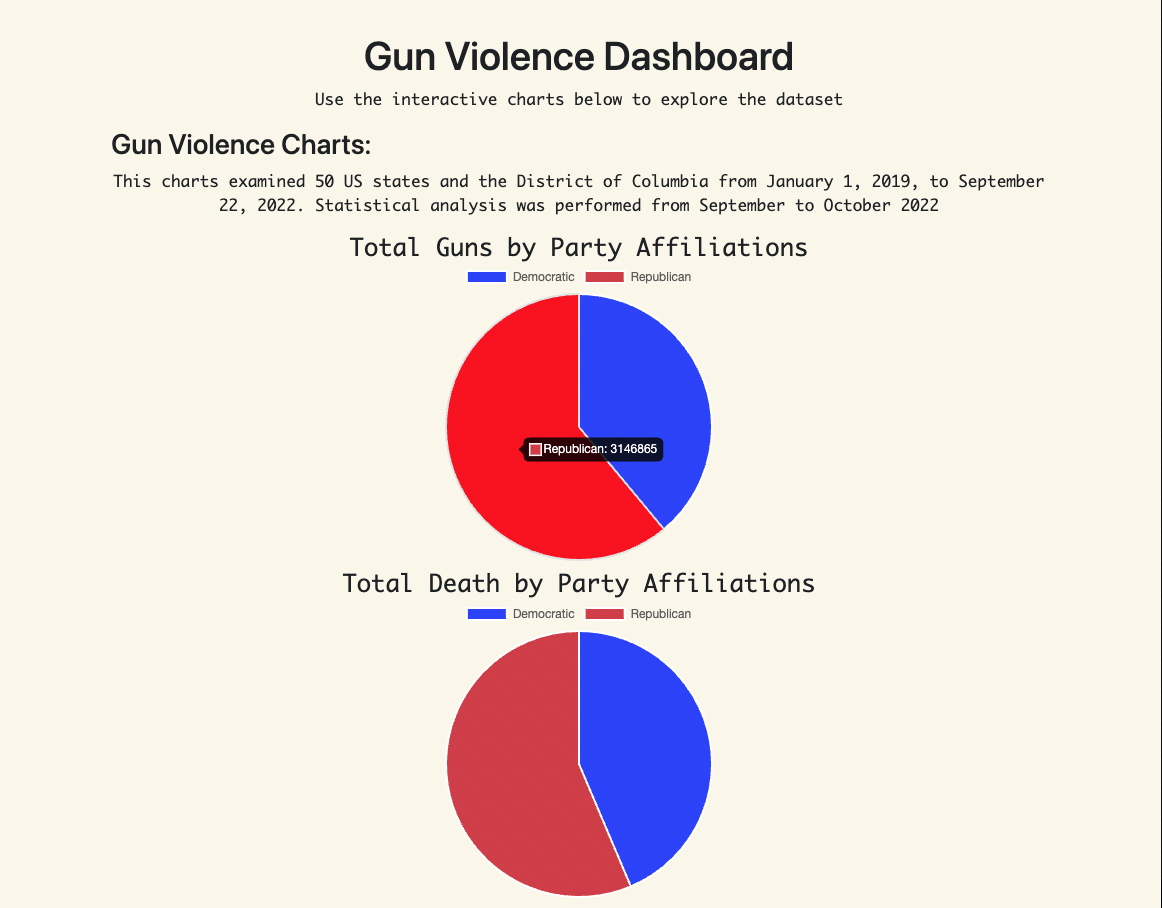 Gun Violence Dashboard
Use the interactive charts below to explore the dataset
Gun Violence Charts:
This charts examined 50 US states and the District of Columbia from January 1, 2019, to September
22, 2022. Statistical analysis was performed from September to October 2022
Total Guns by Party Affiliations
Democratic Republican
Republican: 3146865
Total Death by Party Affiliations
Democratic Republican